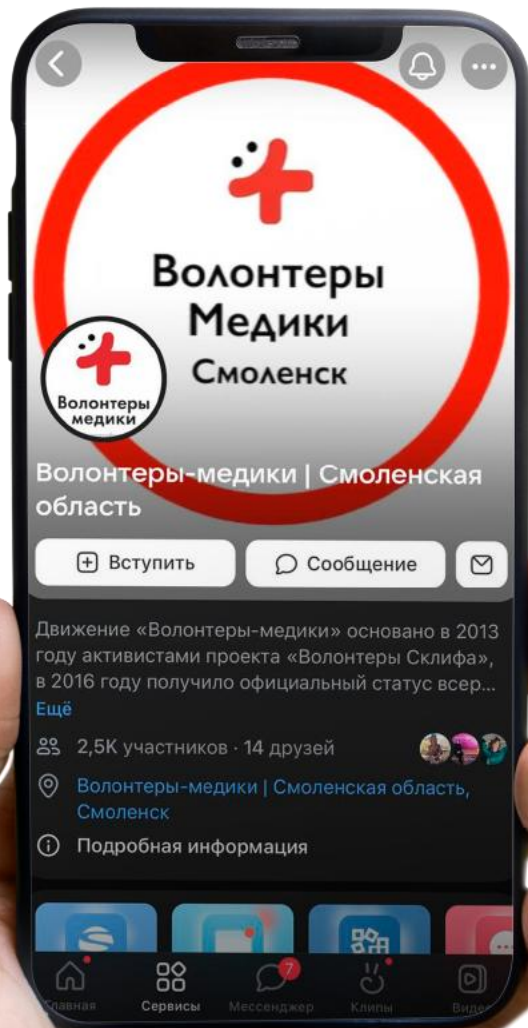 Волонтеры
Медики
Смоленск
Волонтеры
медики
Волонтеры-медики | Смоленская
область
Вступить
Сообщение
Движение «Волонтеры-медики» основано в 2013
году активистами проекта «Волонтеры Склифа»,
в 2016 году получило официальный статус всер...
Ещё
2,5K участников · 14 друзей
Волонтеры-медики | Смоленская область,
Смоленск
Подробная информация
Главная
Сервисы
Мессенджер
7
Клипы
Видео